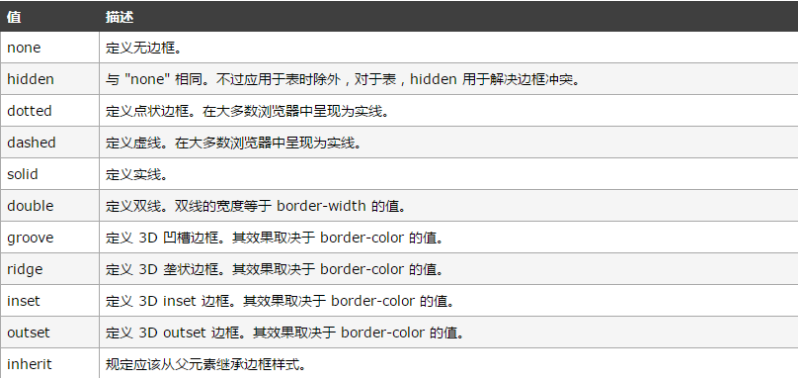 值 描述
none 定义无边框。
hidden 与 "none" 相同。不过应用于表时除外，对于表，hidden 用于解决边框冲突。
dotted 定义点状边框。在大多数浏览器中呈现为实线。
dashed 定义虚线。在大多数浏览器中呈现为实线。
solid 定义实线。
double 定义双线。双线的宽度等于 border-width 的值。
groove 定义 3D 凹槽边框。其效果取决于 border-color 的值。
ridge 定义 3D 垄状边框。其效果取决于 border-color 的值。
inset 定义 3D inset 边框。其效果取决于 border-color 的值。
outset 定义 3D outset 边框。其效果取决于 border-color 的值。
inherit 规定应该从父元素继承边框样式。